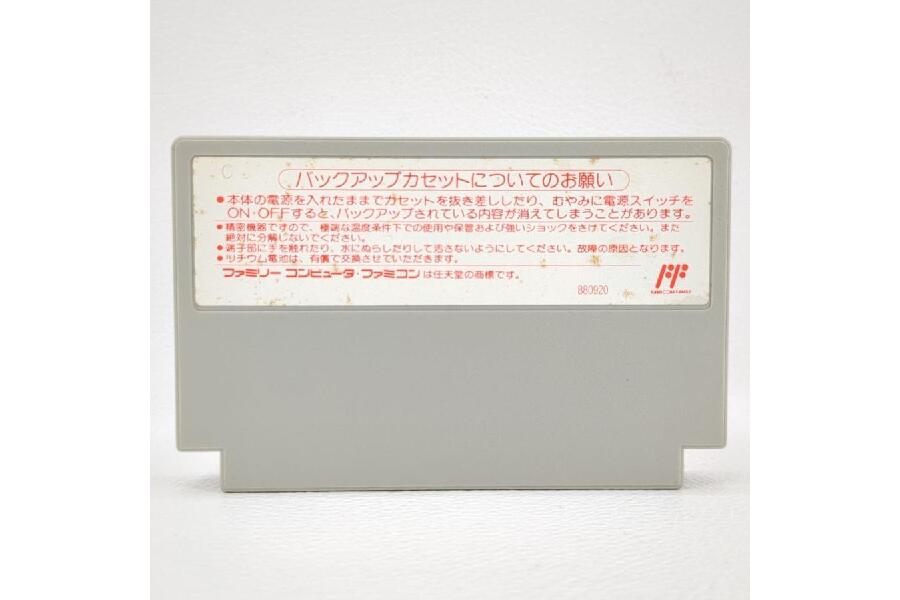 バックアップカセットについてのお願い
●本体の電源を入れたままでカセットを抜き差ししたり、むやみに電源スイッチを
ON・OFFすると、バックアップされている内容が消えてしまうことがあります。
●精密機器ですので、極端な温度条件下での使用や保管および強いショックをさけてください。また
絶対に分解しないでください。
●端子部に手を触れたり、水にぬらしたりして汚さないようにしてください。故障の原因となります。
●リチウム電池は、有償で交換させていただきます。
ファミリーコンピュータ・ファミコンは任天堂の商標です。
880920